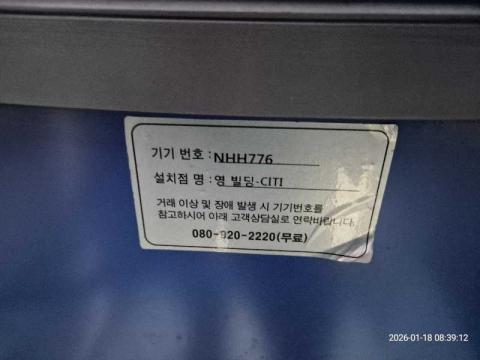 기기 번호 : NHH776
설치점 명 : 영 빌딩-CITI
거래 이상 및 장애 발생 시 기기번호를
참고하시어 아래 고객상담실로 연락바랍니다.
080-920-2220(무료)
2026-01-18 08:39:12